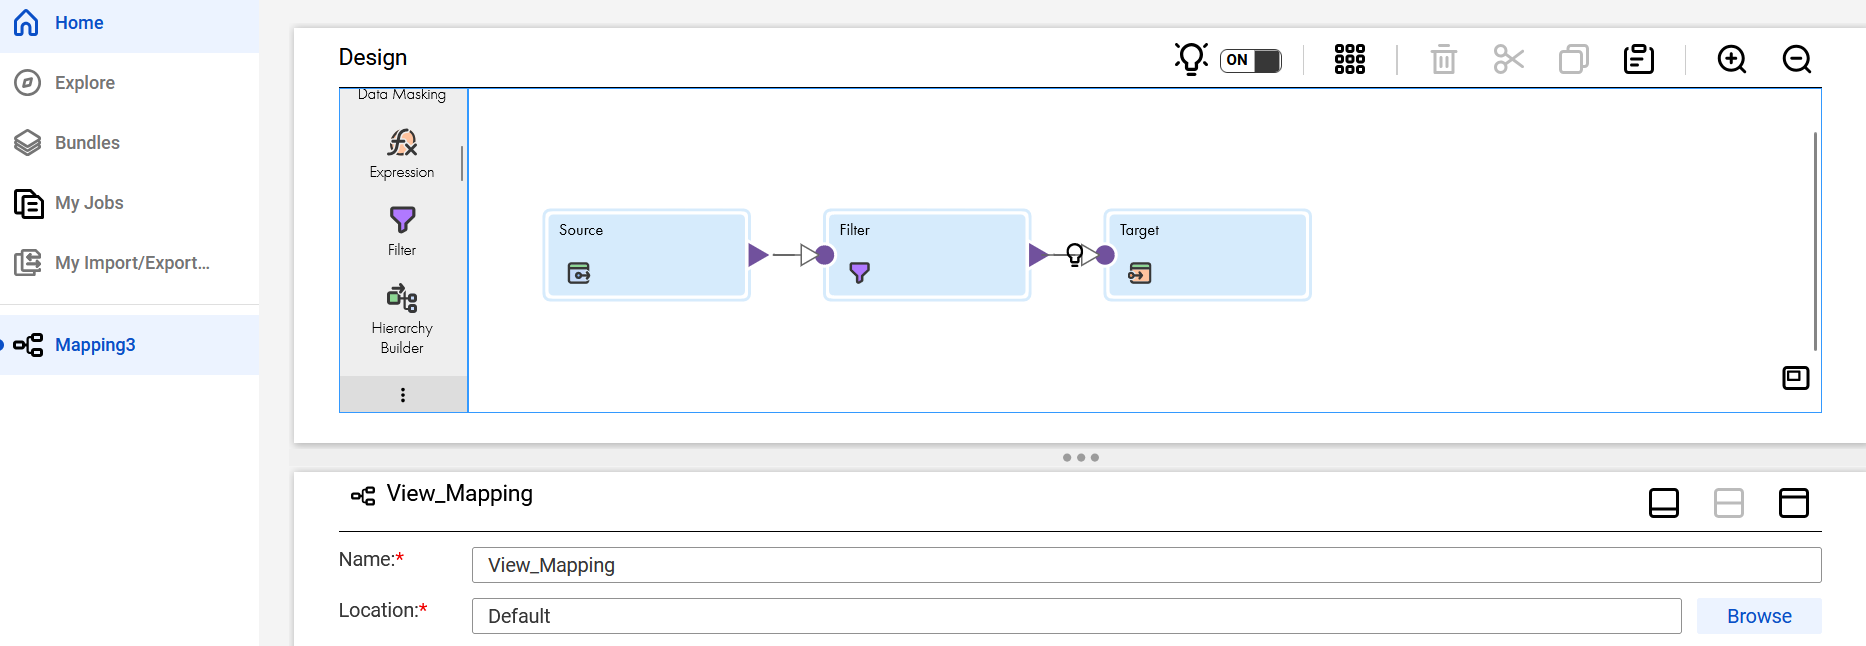 Home
Explore
Bundles
My Jobs
My Import/Export...
Mapping3
Design
ON
Data Masking
Expression
Filter
Hierarchy
Builder
Source
Filter
Target
View_Mapping
Name:*
View_Mapping
Location:*
Default
Browse